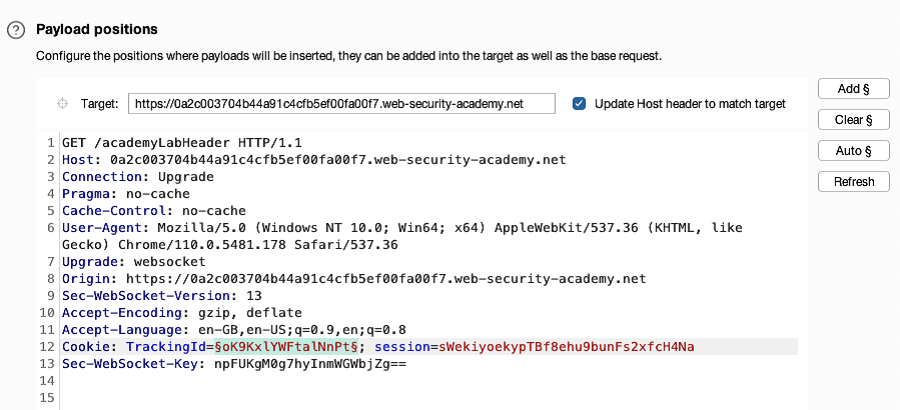 ? Payload positions
Configure the positions where payloads will be inserted, they can be added into the target as well as the base request.
Target: https://0a2c003704b44a91c4cfb5ef00fa00f7.web-security-academy.net Update Host header to match target
Add §
Clear §
Auto §
Refresh
1 GET /academyLabHeader HTTP/1.1
2 Host: 0a2c003704b44a91c4cfb5ef00fa00f7.web-security-academy.net
3 Connection: Upgrade
4 Pragma: no-cache
5 Cache-Control: no-cache
6 User-Agent: Mozilla/5.0 (Windows NT 10.0; Win64; x64) AppleWebKit/537.36 (KHTML, like
Gecko) Chrome/110.0.5481.178 Safari/537.36
7 Upgrade: websocket
8 Origin: https://0a2c003704b44a91c4cfb5ef00fa00f7.web-security-academy.net
9 Sec-WebSocket-Version: 13
10 Accept-Encoding: gzip, deflate
11 Accept-Language: en-GB,en-US;q=0.9,en;q=0.8
12 Cookie: TrackingId=§oK9KxlYWFtalNnPt§; session=sWekiyoekypTBf8ehu9bunFs2xfcH4Na
13 Sec-WebSocket-Key: npFUKgM0g7hyInmWGWbjZg==
14
15